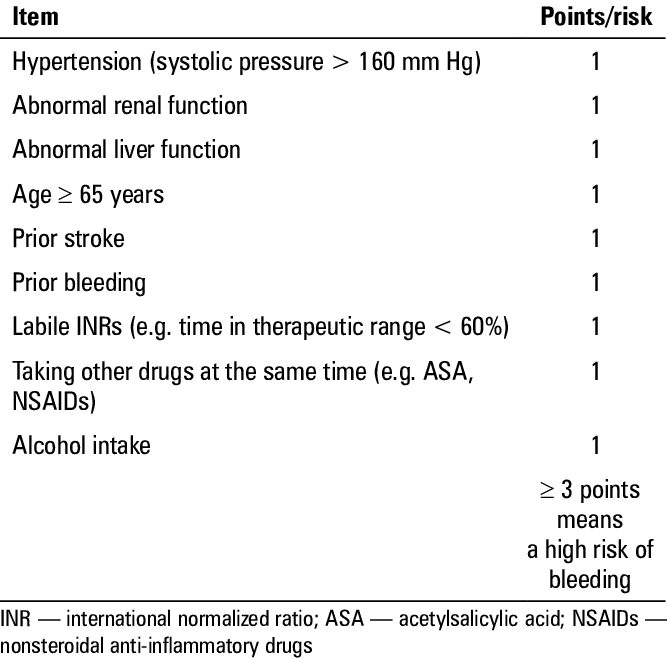 Item Points/risk
Hypertension (systolic pressure > 160 mm Hg) 1
Abnormal renal function 1
Abnormal liver function 1
Age ≥ 65 years 1
Prior stroke 1
Prior bleeding 1
Labile INRs (e.g. time in therapeutic range < 60%) 1
Taking other drugs at the same time (e.g. ASA, 1
NSAIDs)
Alcohol intake 1
≥ 3 points
means
a high risk of
bleeding
INR — international normalized ratio; ASA — acetylsalicylic acid; NSAIDs —
nonsteroidal anti-inflammatory drugs